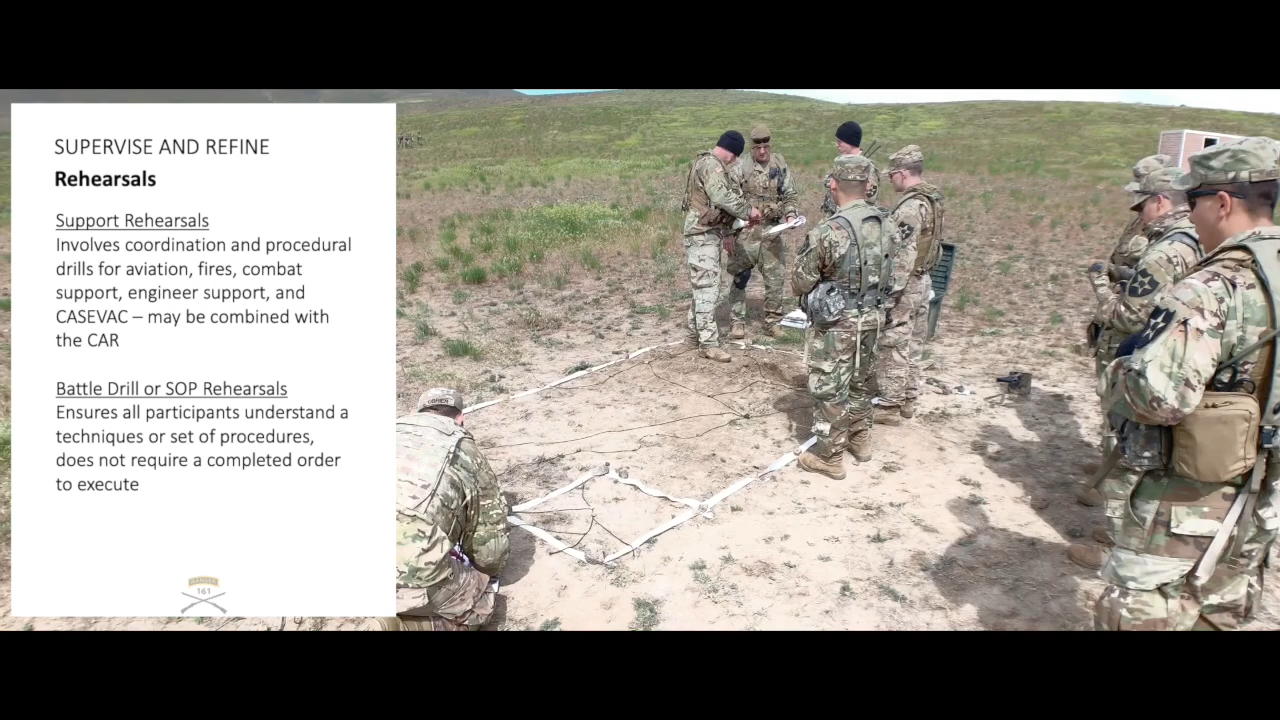 SUPERVISE AND REFINE
Rehearsals
Support Rehearsals
Involves coordination and procedural
drills for aviation, fires, combat
support, engineer support, and
CASEVAC – may be combined with
the CAR
Battle Drill or SOP Rehearsals
Ensures all participants understand a
techniques or set of procedures,
does not require a completed order
to execute
161